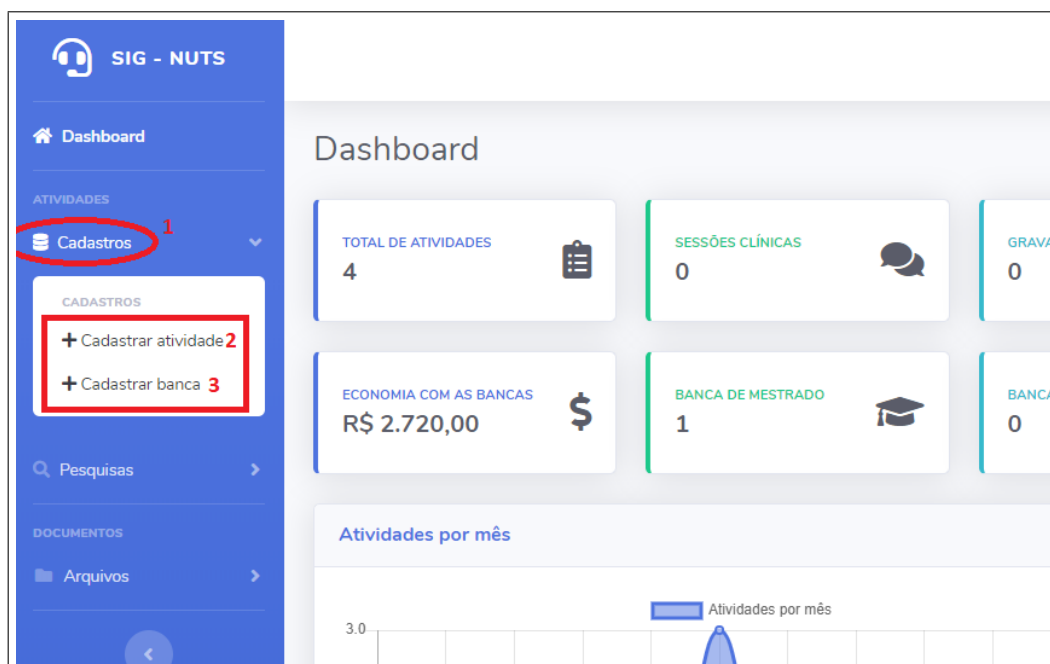 SIG - NUTS
Dashboard
ATIVIDADES
Cadastros 1
CADASTROS
Cadastrar atividade 2
Cadastrar banca 3
Pesquisas
DOCUMENTOS
Arquivos
Dashboard
TOTAL DE ATIVIDADES
4
SESSÕES CLÍNICAS
0
GRAVA
0
ECONOMIA COM AS BANCAS
R$ 2.720,00
BANCA DE MESTRADO
1
BANCA
0
Atividades por mês
Atividades por mês
3.0